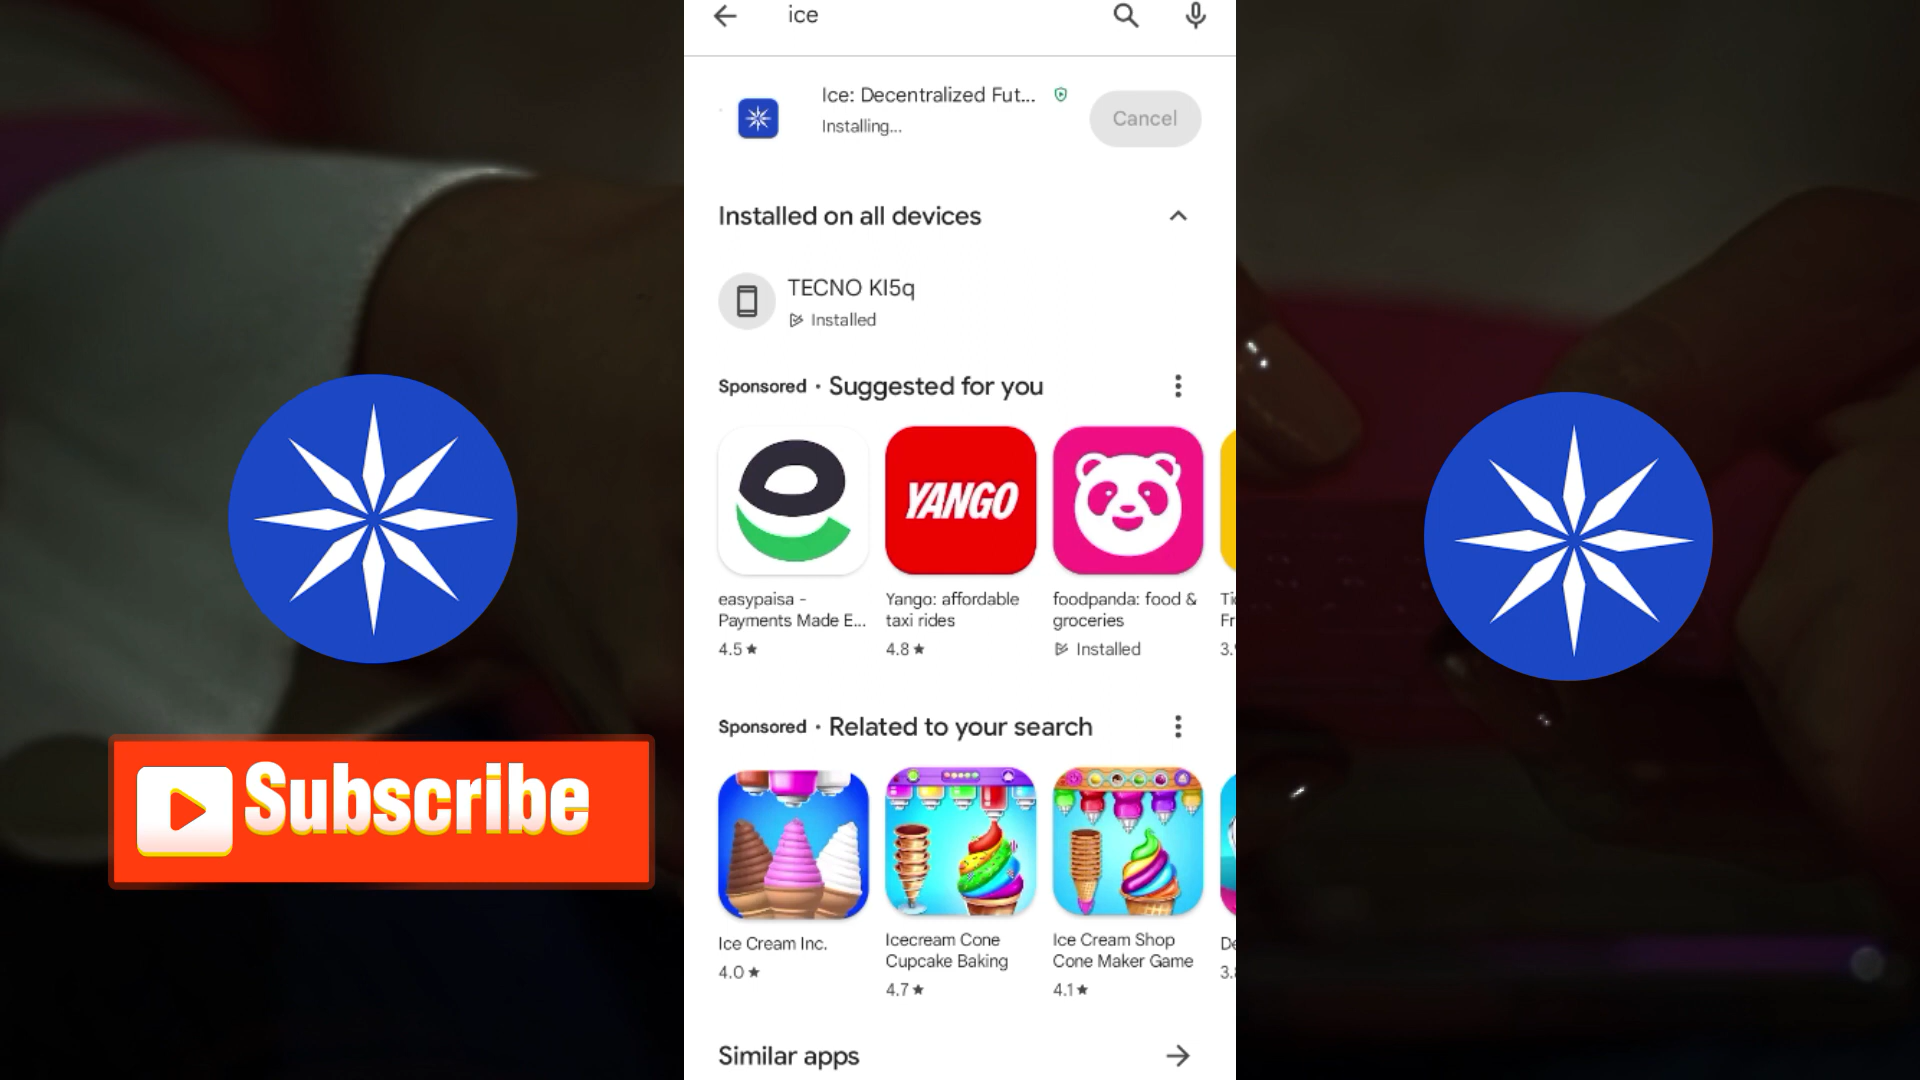 ice
Ice: Decentralized Fut...
Installing...
Cancel
Installed on all devices
TECNO KI5q
Installed
Sponsored · Suggested for you
YANGO
easypaisa -
Payments Made E...
4.5★
Yango: affordable
taxi rides
4.8★
foodpanda: food &
groceries
Installed
Sponsored · Related to your search
Ice Cream Inc.
4.0★
Icecream Cone
Cupcake Baking
4.7★
Ice Cream Shop
Cone Maker Game
4.1★
Similar apps
Subscribe